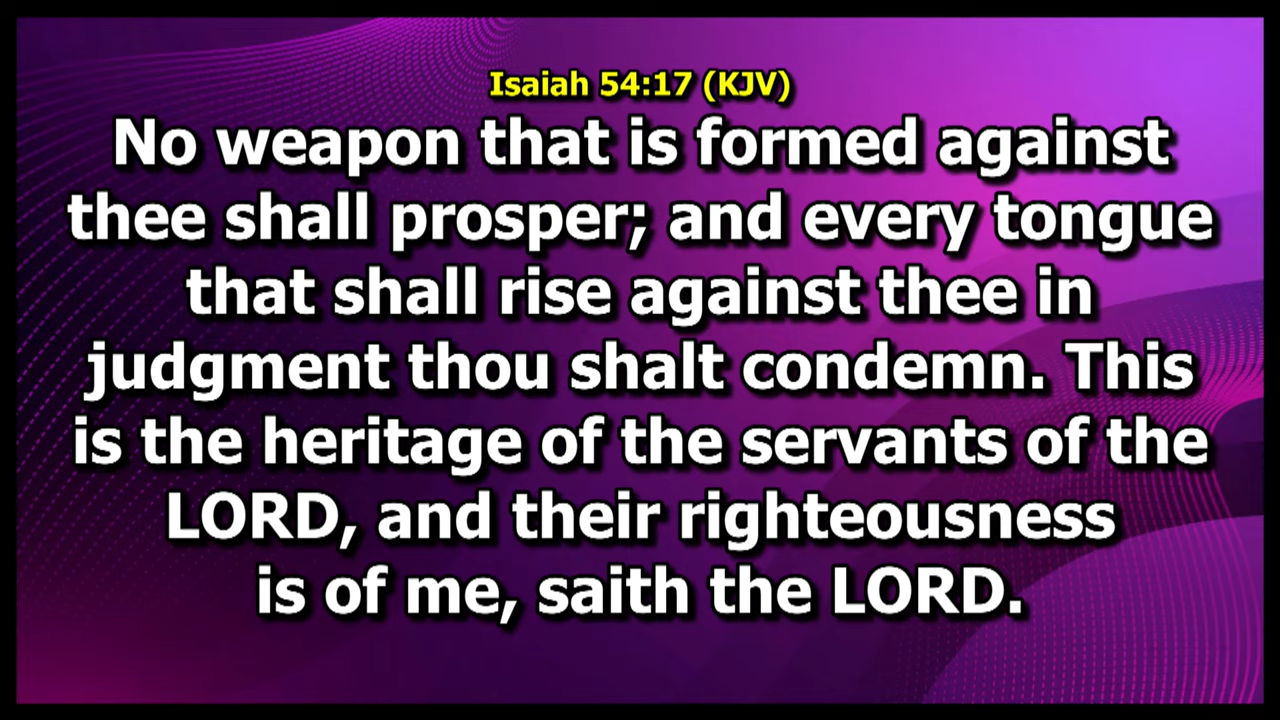 Isaiah 54:17 (KJV)
No weapon that is formed against
thee shall prosper; and every tongue
that shall rise against thee in
judgment thou shalt condemn. This
is the heritage of the servants of the
LORD, and their righteousness
is of me, saith the LORD.